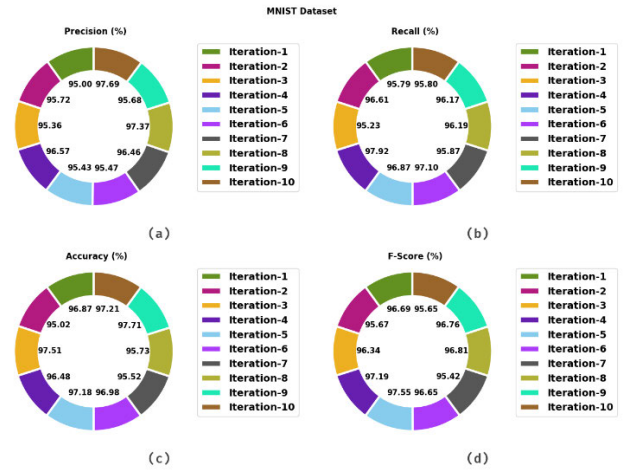 MNIST Dataset
Precision (%)
95.00 97.69
95.72 95.68
95.36 97.37
96.57 96.46
95.43 95.47
Iteration-1
Iteration-2
Iteration-3
Iteration-4
Iteration-5
Iteration-6
Iteration-7
Iteration-8
Iteration-9
Iteration-10
(a)
Recall (%)
95.79 95.80
96.61 96.17
95.23 96.19
97.92 95.87
96.87 97.10
Iteration-1
Iteration-2
Iteration-3
Iteration-4
Iteration-5
Iteration-6
Iteration-7
Iteration-8
Iteration-9
Iteration-10
(b)
Accuracy (%)
96.87 97.21
95.02 97.71
97.51 95.73
96.48 95.52
97.18 96.98
Iteration-1
Iteration-2
Iteration-3
Iteration-4
Iteration-5
Iteration-6
Iteration-7
Iteration-8
Iteration-9
Iteration-10
(c)
F-Score (%)
96.69 95.65
95.67 96.76
96.34 96.81
97.19 95.42
97.55 96.65
Iteration-1
Iteration-2
Iteration-3
Iteration-4
Iteration-5
Iteration-6
Iteration-7
Iteration-8
Iteration-9
Iteration-10
(d)